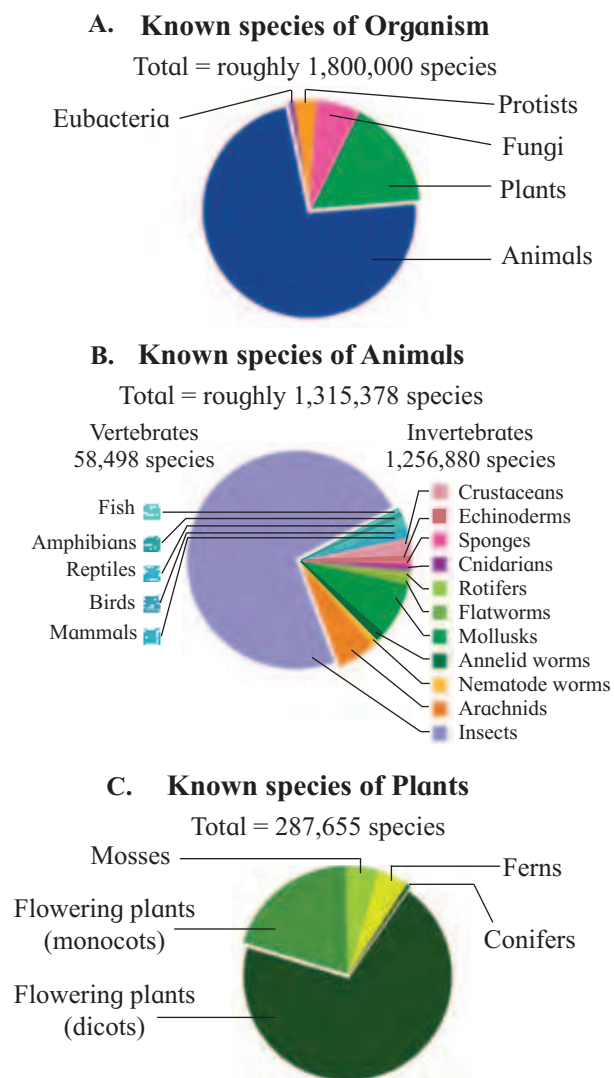 A. Known species of Organism
Total = roughly 1,800,000 species
Eubacteria
Protists
Fungi
Plants
Animals
B. Known species of Animals
Total = roughly 1,315,378 species
Vertebrates
58,498 species
Invertebrates
1,256,880 species
Fish
Amphibians
Reptiles
Birds
Mammals
Crustaceans
Echinoderms
Sponges
Cnidarians
Rotifers
Flatworms
Mollusks
Annelid worms
Nematode worms
Arachnids
Insects
C. Known species of Plants
Total = 287,655 species
Mosses
Ferns
Flowering plants
(monocots)
Conifers
Flowering plants
(dicots)